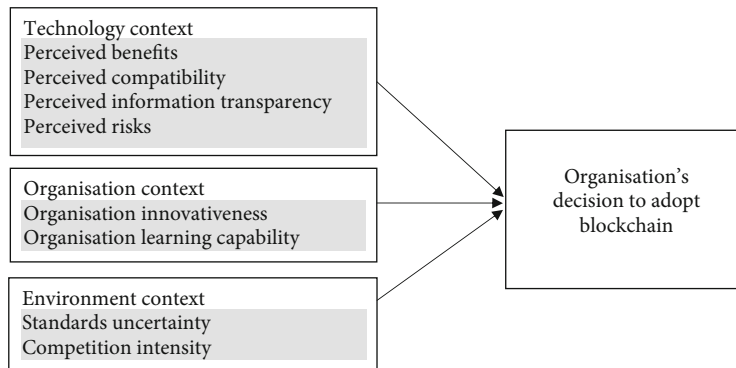 Technology context
Perceived benefits
Perceived compatibility
Perceived information transparency
Perceived risks
Organisation context
Organisation innovativeness
Organisation learning capability
Environment context
Standards uncertainty
Competition intensity
Organisation's
decision to adopt
blockchain